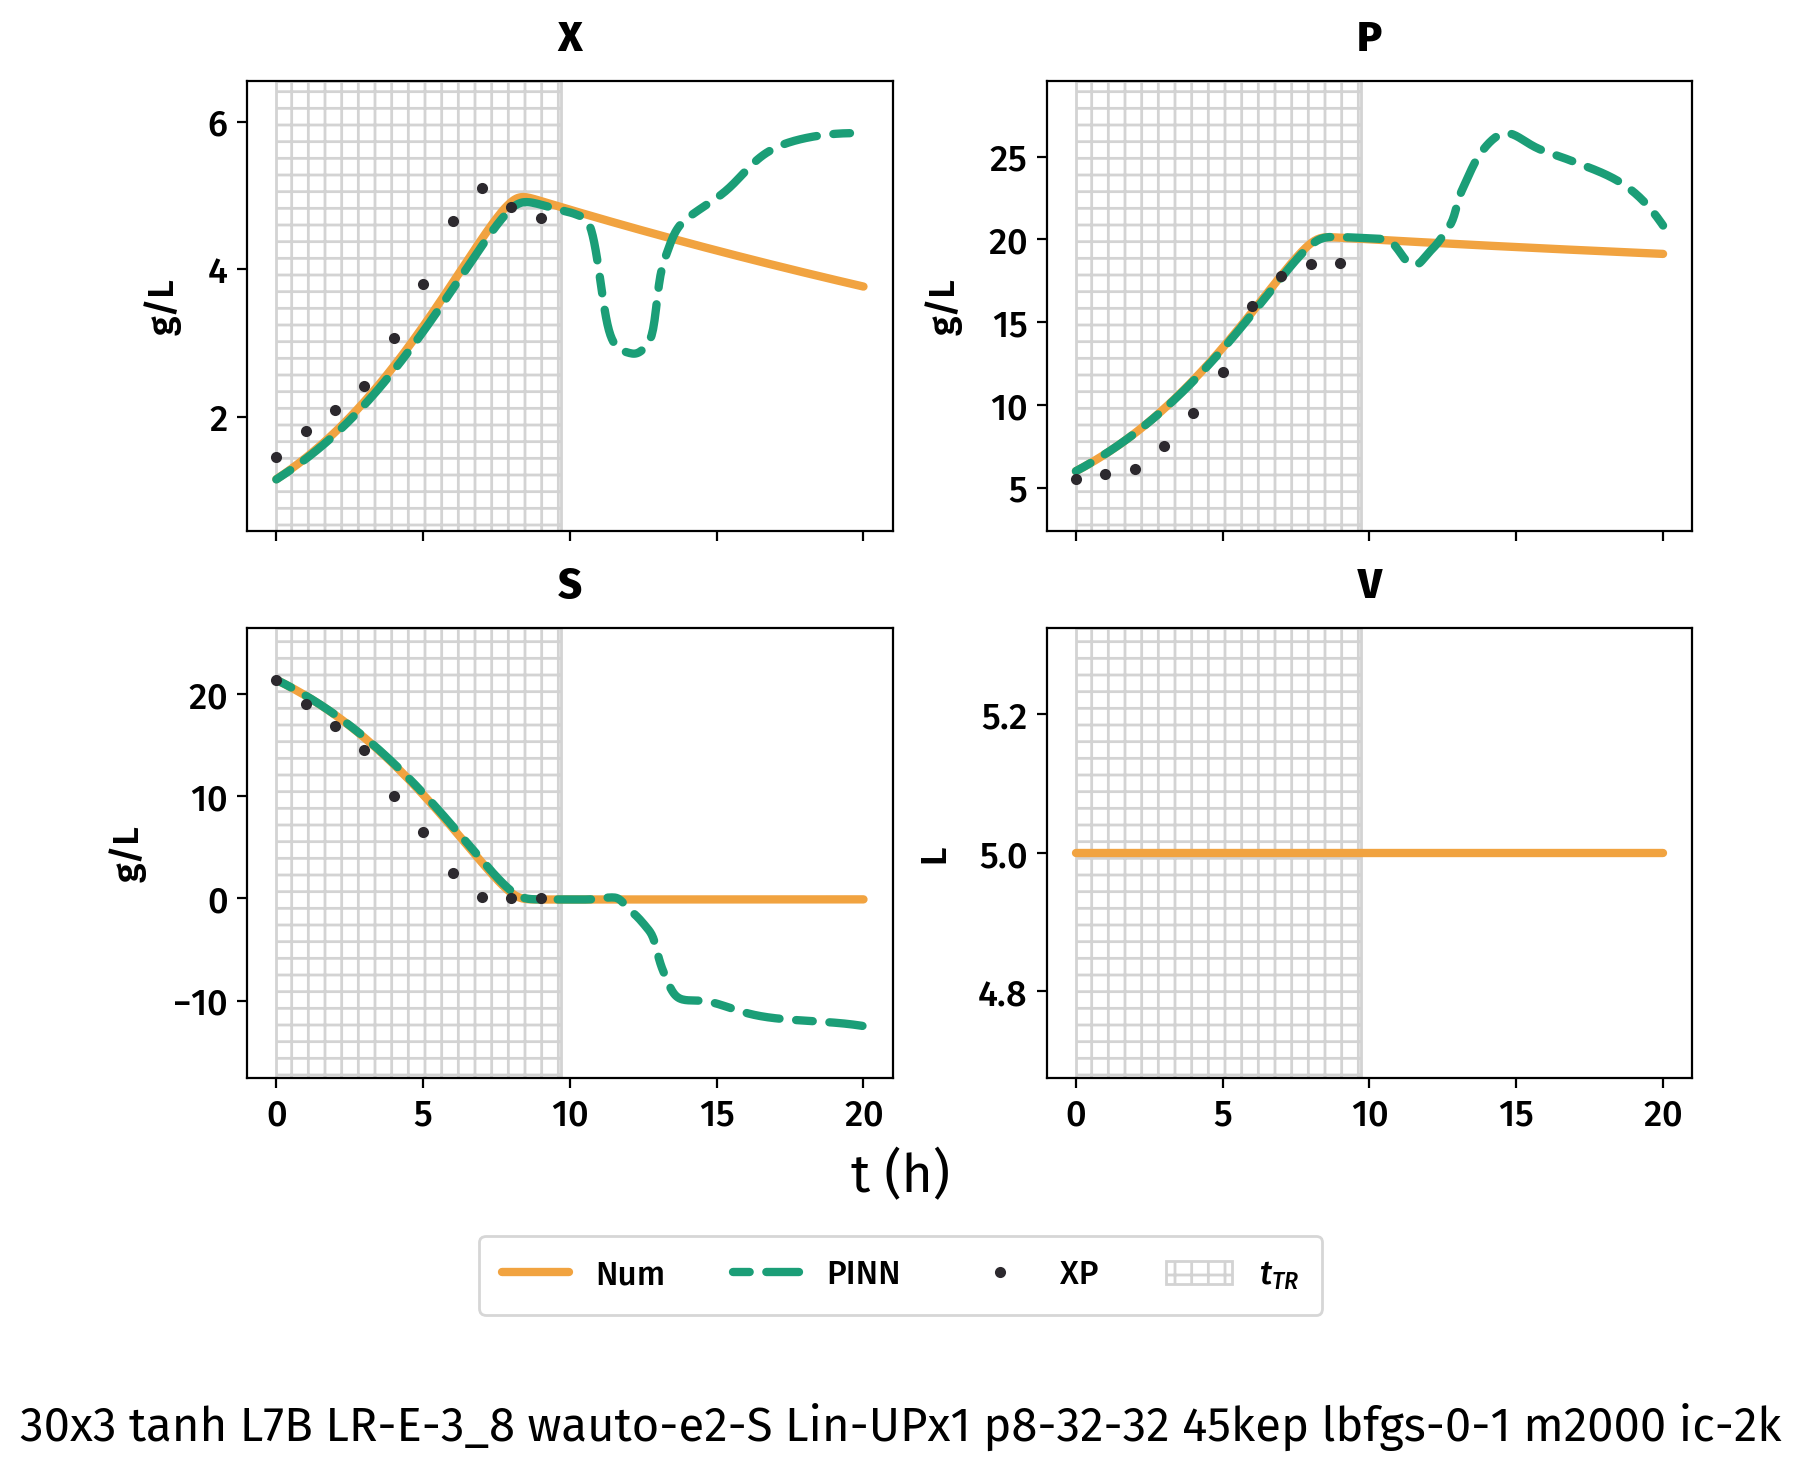 X
P
6
4
2
g/L
25
20
15
10
5
g/L
S
V
20
10
0
−10
g/L
0 5 10 15 20
5.2
5.0
4.8
L
0 5 10 15 20
t (h)
Num PINN XP tTR
30x3 tanh L7B LR-E-3_8 wauto-e2-S Lin-UPx1 p8-32-32 45kep lbfgs-0-1 m2000 ic-2k